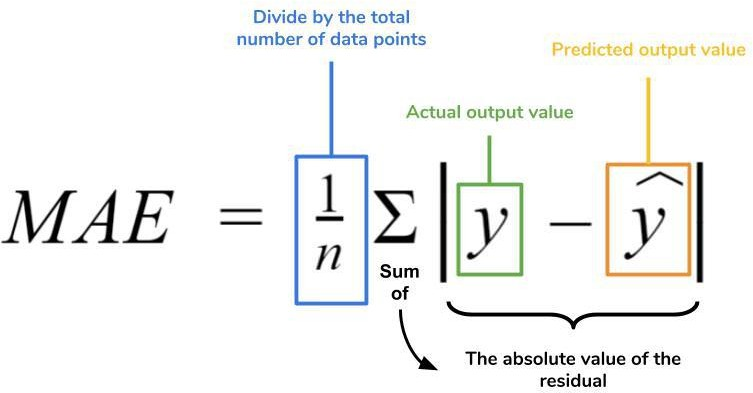 Divide by the total
number of data points
Predicted output value
Actual output value
MAE = 1/n Σ |y − ŷ|
Sum
of
The absolute value of the
residual